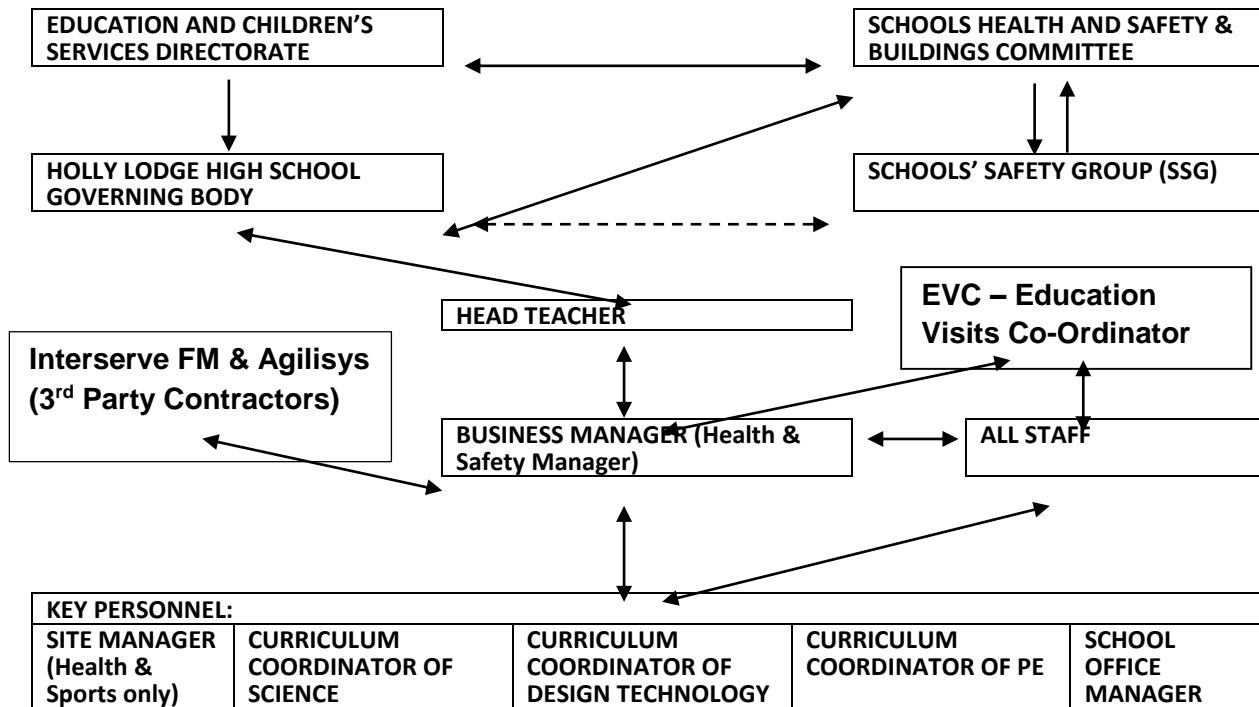 EDUCATION AND CHILDREN’S
SERVICES DIRECTORATE
SCHOOLS HEALTH AND SAFETY &
BUILDINGS COMMITTEE
HOLLY LODGE HIGH SCHOOL
GOVERNING BODY
SCHOOLS’ SAFETY GROUP (SSG)
EVC – Education
Visits Co-Ordinator
HEAD TEACHER
Interserve FM & Agilisys
(3rd Party Contractors)
BUSINESS MANAGER (Health &
Safety Manager)
ALL STAFF
KEY PERSONNEL:
SITE MANAGER
(Health &
Sports only)
CURRICULUM
COORDINATOR OF
SCIENCE
CURRICULUM
COORDINATOR OF
DESIGN TECHNOLOGY
CURRICULUM
COORDINATOR OF PE
SCHOOL
OFFICE
MANAGER